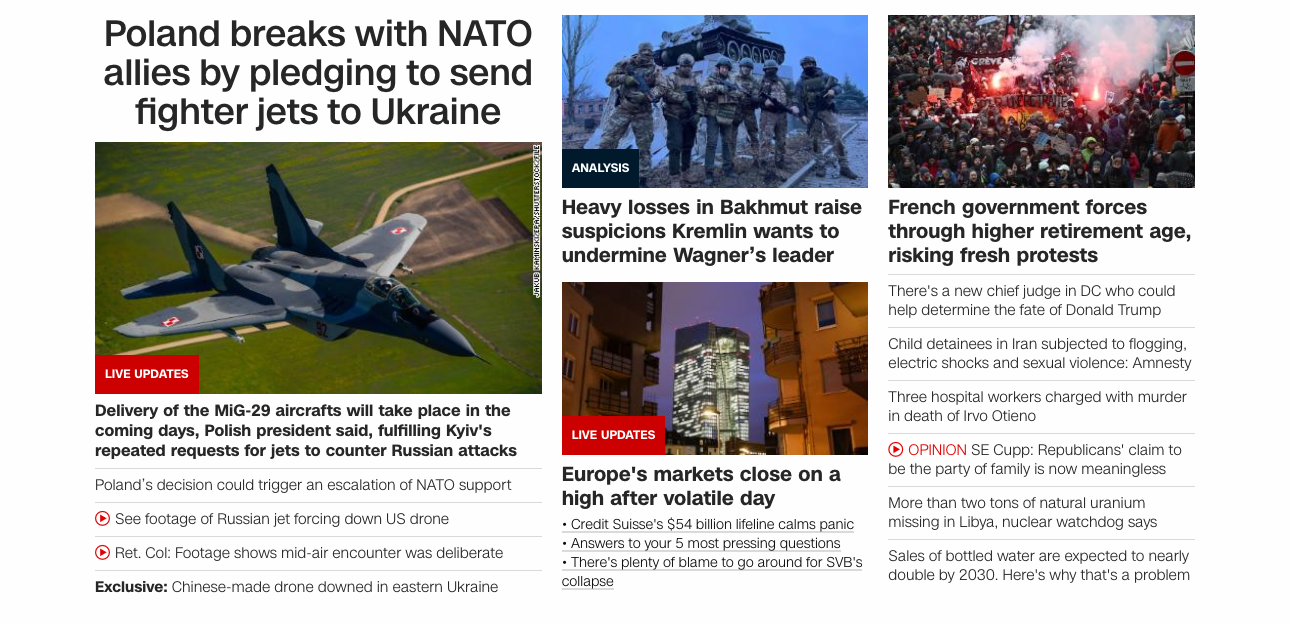 Poland breaks with NATO
allies by pledging to send
fighter jets to Ukraine
JAKUB KAMINSKI/EPA/SHUTTERSTOCK/FILE
92
LIVE UPDATES
Delivery of the MiG-29 aircrafts will take place in the
coming days, Polish president said, fulfilling Kyiv's
repeated requests for jets to counter Russian attacks
Poland's decision could trigger an escalation of NATO support
See footage of Russian jet forcing down US drone
Ret. Col: Footage shows mid-air encounter was deliberate
Exclusive: Chinese-made drone downed in eastern Ukraine
ANALYSIS
Heavy losses in Bakhmut raise
suspicions Kremlin wants to
undermine Wagner's leader
LIVE UPDATES
Europe's markets close on a
high after volatile day
• Credit Suisse's $54 billion lifeline calms panic
• Answers to your 5 most pressing questions
• There's plenty of blame to go around for SVB's
collapse
GRÈVE
French government forces
through higher retirement age,
risking fresh protests
There's a new chief judge in DC who could
help determine the fate of Donald Trump
Child detainees in Iran subjected to flogging,
electric shocks and sexual violence: Amnesty
Three hospital workers charged with murder
in death of Irvo Otieno
OPINION SE Cupp: Republicans' claim to
be the party of family is now meaningless
More than two tons of natural uranium
missing in Libya, nuclear watchdog says
Sales of bottled water are expected to nearly
double by 2030. Here's why that's a problem